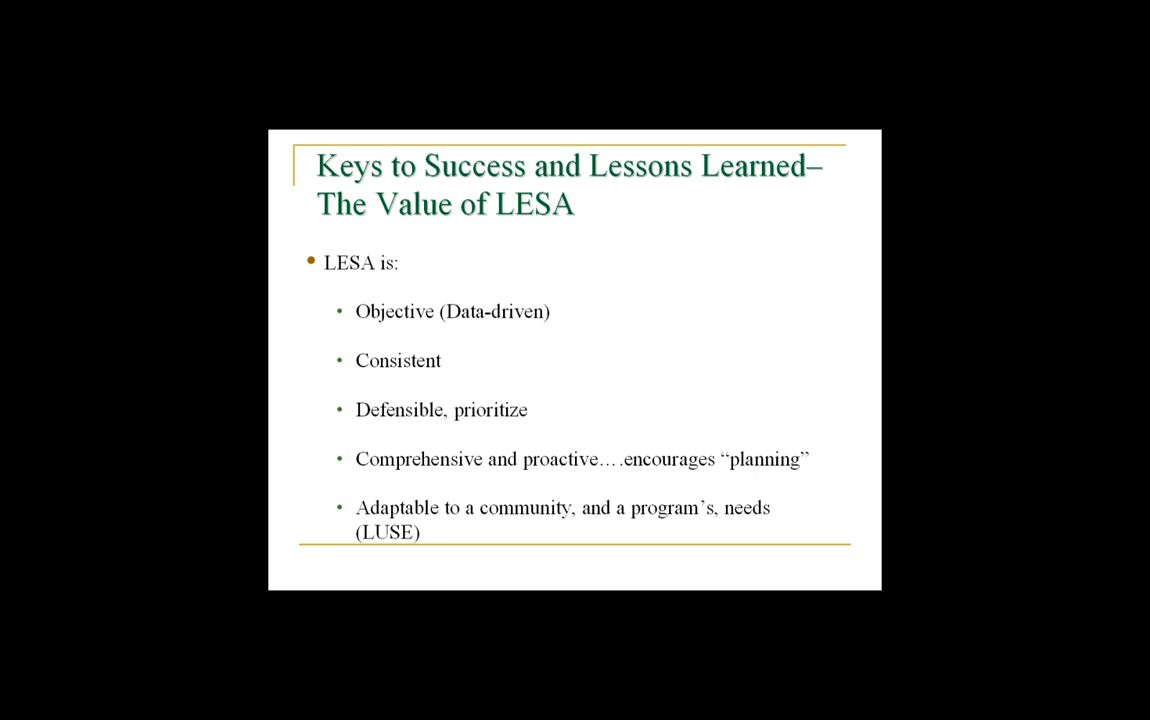 Keys to Success and Lessons Learned–
The Value of LESA
• LESA is:
• Objective (Data-driven)
• Consistent
• Defensible, prioritize
• Comprehensive and proactive….encourages “planning”
• Adaptable to a community, and a program’s, needs
(LUSE)